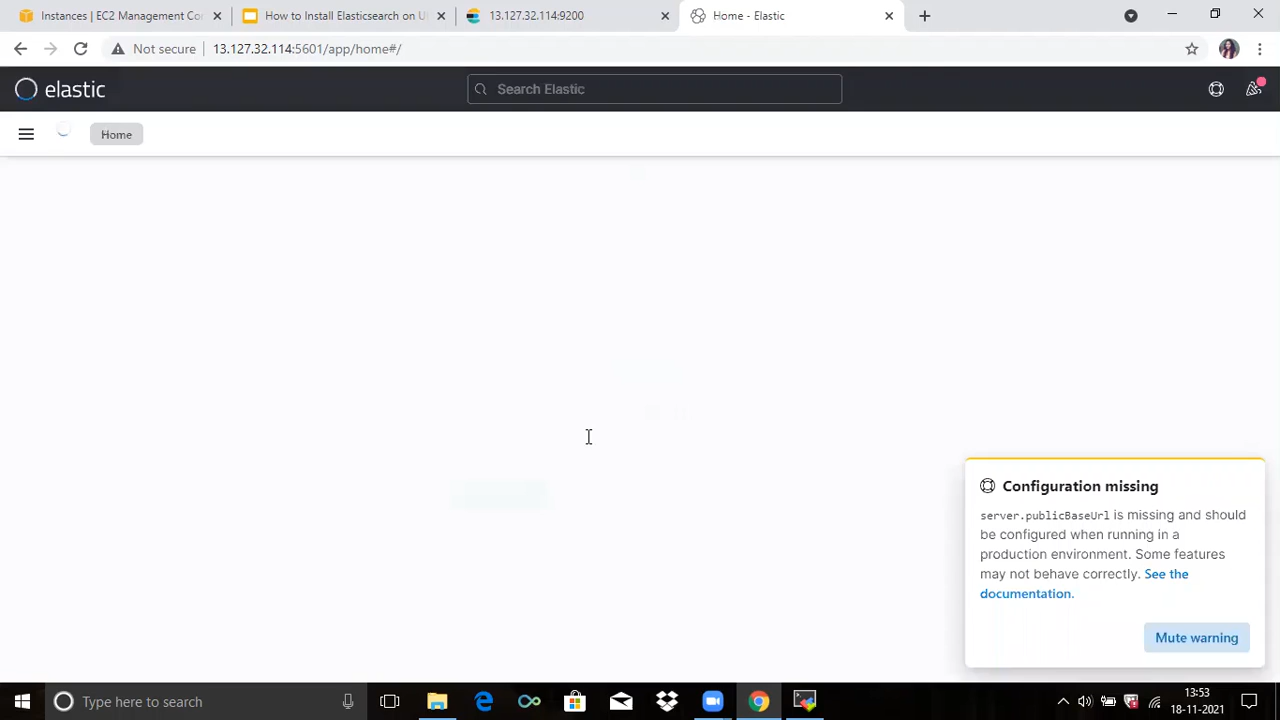 Instances | EC2 Management Con
How to Install Elasticsearch on U
13.127.32.114:9200
Home - Elastic
Not secure
13.127.32.114:5601/app/home#/
elastic
Search Elastic
Home
Configuration missing
server.publicBaseUrl is missing and should
be configured when running in a
production environment. Some features
may not behave correctly. See the
documentation.
Mute warning
Type here to search
13:53
18-11-2021